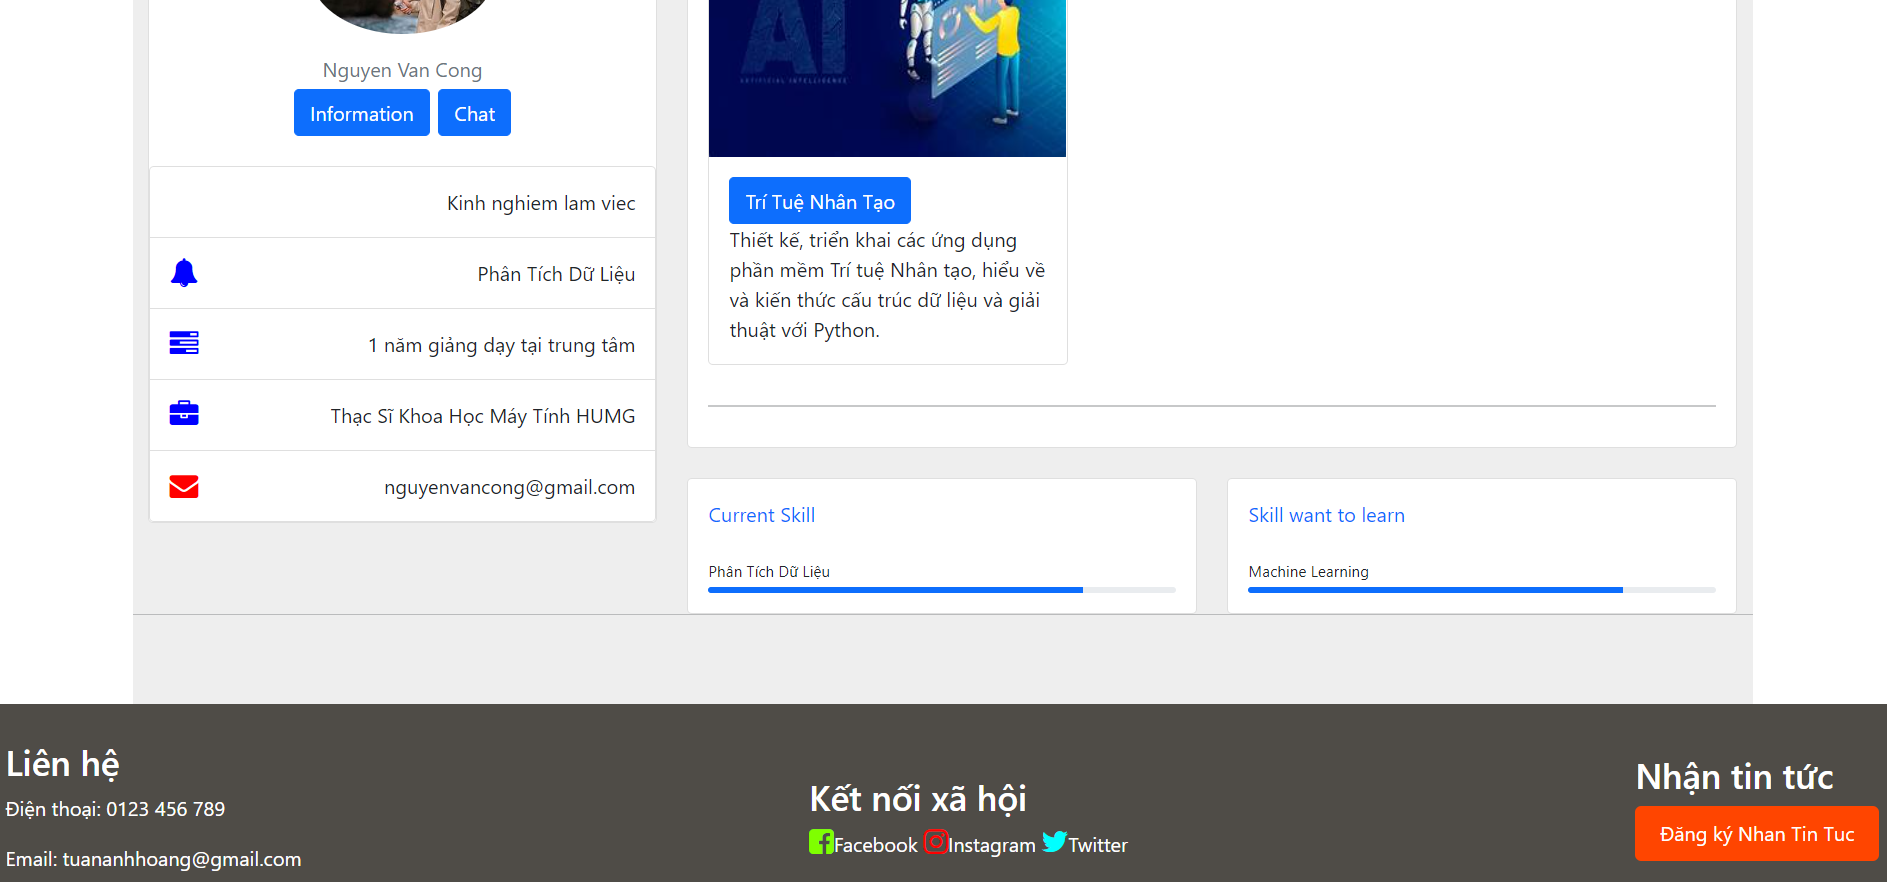 Nguyen Van Cong
Information Chat
Kinh nghiem lam viec
Phân Tích Dữ Liệu
1 năm giảng dạy tại trung tâm
Thạc Sĩ Khoa Học Máy Tính HUMG
nguyenvancong@gmail.com
AI
ARTIFICIAL INTELLIGENCE
Trí Tuệ Nhân Tạo
Thiết kế, triển khai các ứng dụng
phần mềm Trí tuệ Nhân tạo, hiểu về
và kiến thức cấu trúc dữ liệu và giải
thuật với Python.
Current Skill
Phân Tích Dữ Liệu
Skill want to learn
Machine Learning
Liên hệ
Điện thoại: 0123 456 789
Email: tuananhhoang@gmail.com
Kết nối xã hội
Facebook Instagram Twitter
Nhận tin tức
Đăng ký Nhan Tin Tuc